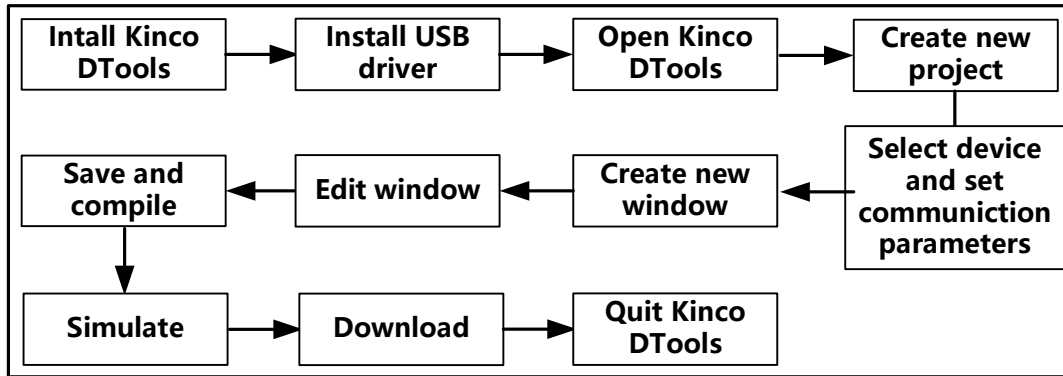 Intall Kinco
DTools
Install USB
driver
Open Kinco
DTools
Create new
project
Select device
and set
communiction
parameters
Create new
window
Edit window
Save and
compile
Simulate
Download
Quit Kinco
DTools